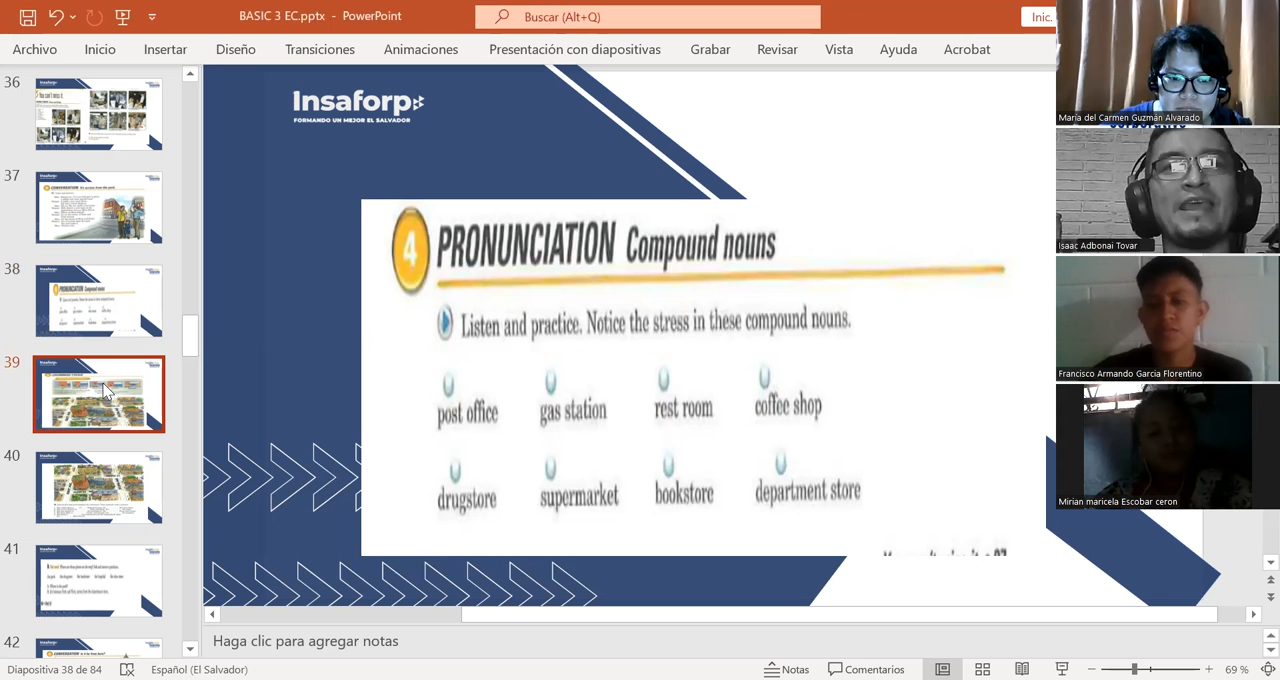 BASIC 3 EC.pptx - PowerPoint
Buscar (Alt+Q)
Inic.
Archivo Inicio Insertar Diseño Transiciones Animaciones Presentación con diapositivas Grabar Revisar Vista Ayuda Acrobat
36
37
38
39
40
41
42
Insaforp
FORMANDO UN MEJOR EL SALVADOR
4 PRONUNCIATION Compound nouns
Listen and practice. Notice the stress in these compound nouns.
post office gas station rest room coffee shop
drugstore supermarket bookstore department store
María del Carmen Guzmán Alvarado
Isaac Adbonai Tovar
Francisco Armando Garcia Florentino
Mirian maricela Escobar ceron
Haga clic para agregar notas
Diapositiva 38 de 84 Español (El Salvador) Notas Comentarios 69 %